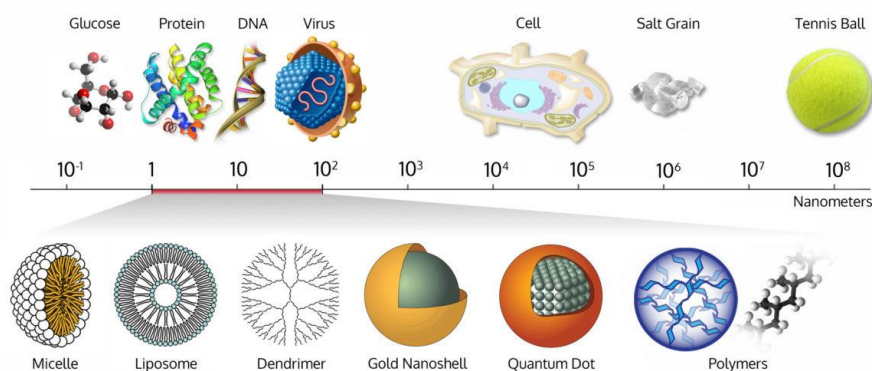 Glucose Protein DNA Virus Cell Salt Grain Tennis Ball
10⁻¹ 1 10 10² 10³ 10⁴ 10⁵ 10⁶ 10⁷ 10⁸
Nanometers
Micelle Liposome Dendrimer Gold Nanoshell Quantum Dot Polymers